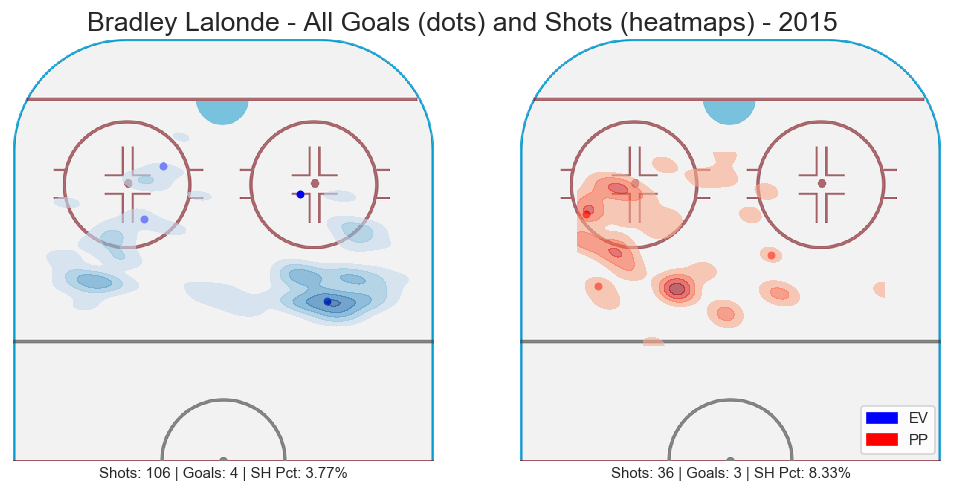 Bradley Lalonde - All Goals (dots) and Shots (heatmaps) - 2015
EV
PP
Shots: 106 | Goals: 4 | SH Pct: 3.77%
Shots: 36 | Goals: 3 | SH Pct: 8.33%